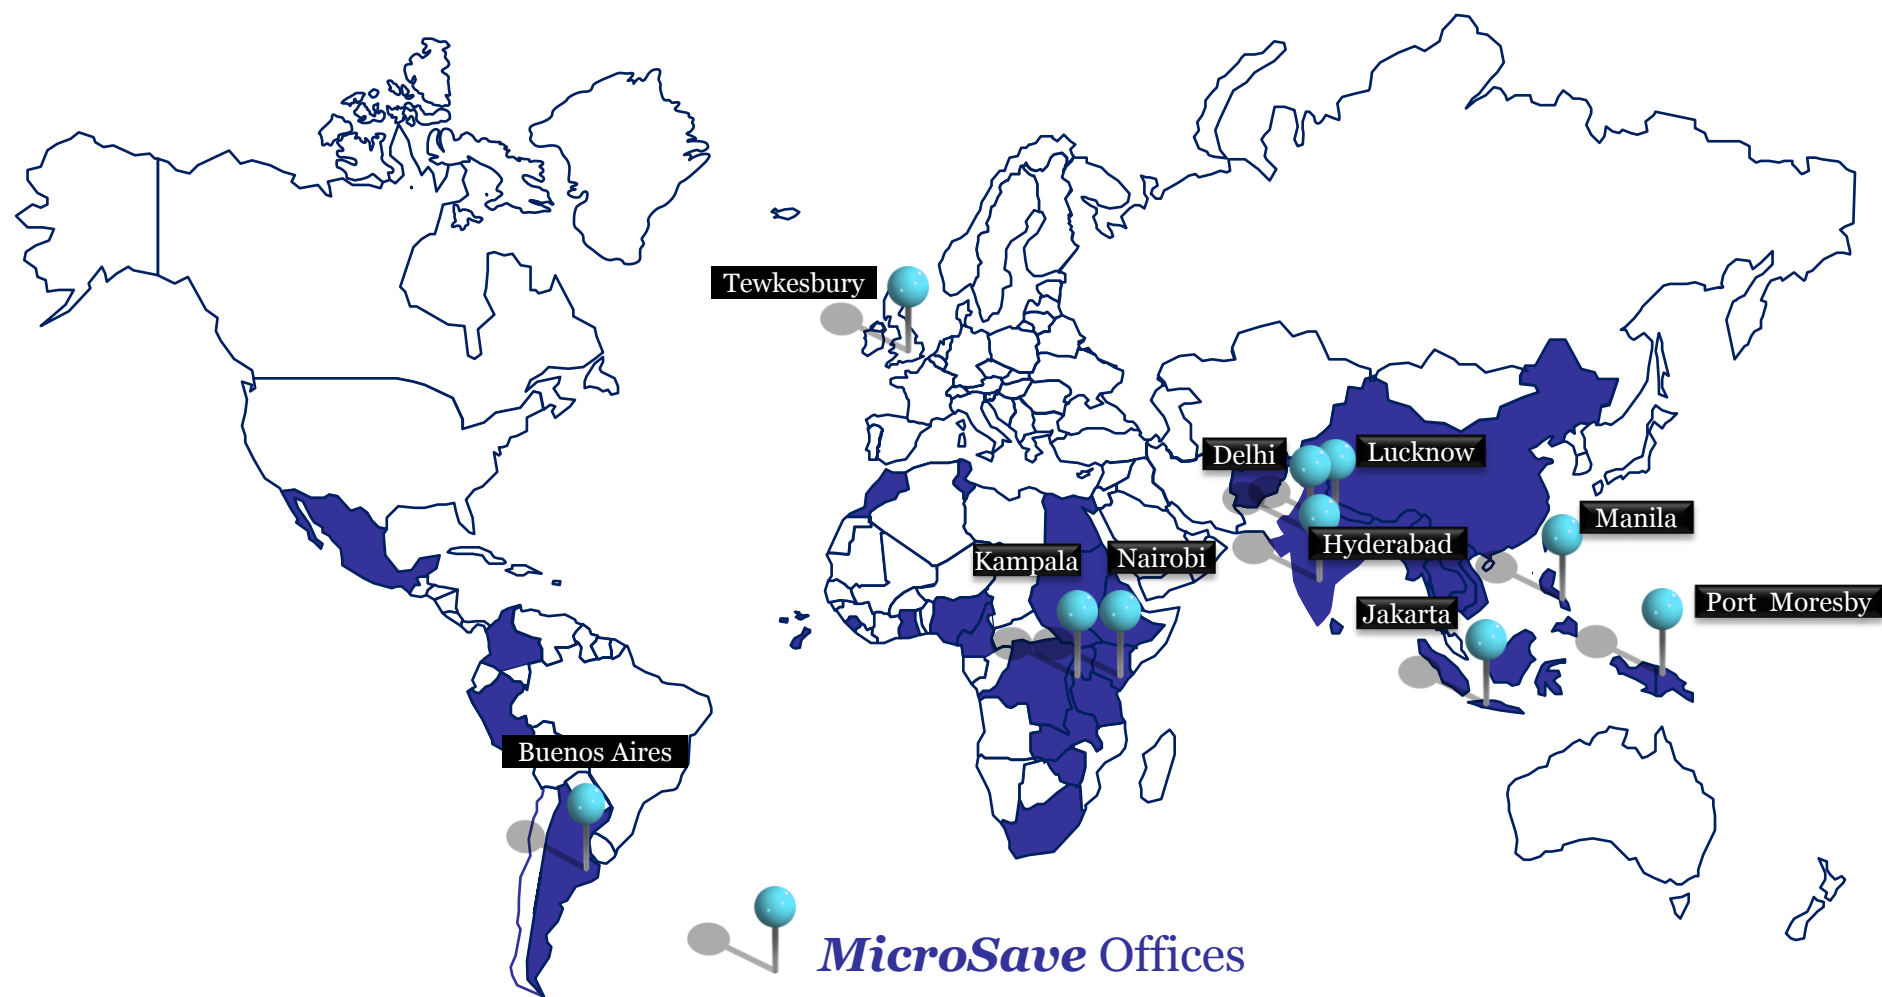 Tewkesbury
Delhi
Lucknow
Manila
Hyderabad
Kampala
Nairobi
Port Moresby
Jakarta
Buenos Aires
MicroSave Offices